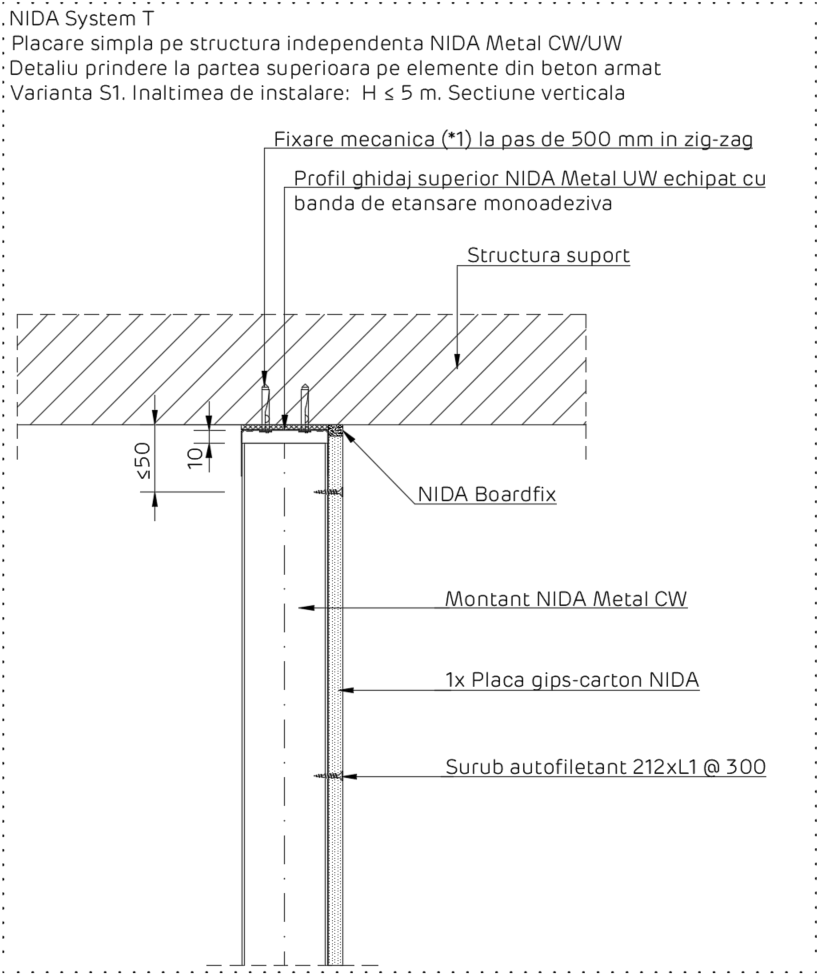 NIDA System T
Placare simpla pe structura independenta NIDA Metal CW/UW
Detaliu prindere la partea superioara pe elemente din beton armat
Varianta S1. Inaltimea de instalare: H ≤ 5 m. Sectiune verticala
Fixare mecanica (*1) la pas de 500 mm in zig-zag
Profil ghidaj superior NIDA Metal UW echipat cu
banda de etansare monoadeziva
Structura suport
≤50
10
NIDA Boardfix
Montant NIDA Metal CW
1x Placa gips-carton NIDA
Surub autofiletant 212xL1 @ 300